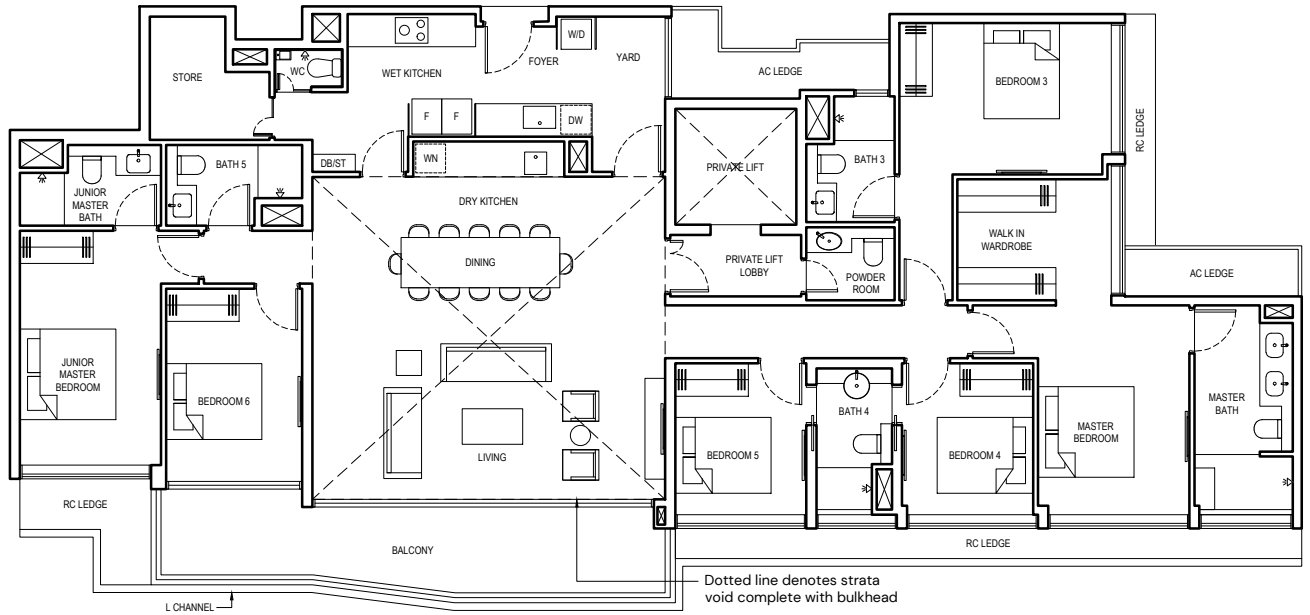 W/D
FOYER
YARD
WC
WET KITCHEN
STORE
AC LEDGE
BEDROOM 3
RC LEDGE
F
F
DW
DB/ST
WN
BATH 5
JUNIOR
MASTER
BATH
PRIVATE LIFT
BATH 3
DRY KITCHEN
WALK IN
WARDROBE
DINING
PRIVATE LIFT
LOBBY
POWDER
ROOM
AC LEDGE
JUNIOR
MASTER
BEDROOM
BEDROOM 6
LIVING
BEDROOM 5
BATH 4
BEDROOM 4
MASTER
BEDROOM
MASTER
BATH
RC LEDGE
BALCONY
RC LEDGE
L CHANNEL
Dotted line denotes strata
void complete with bulkhead